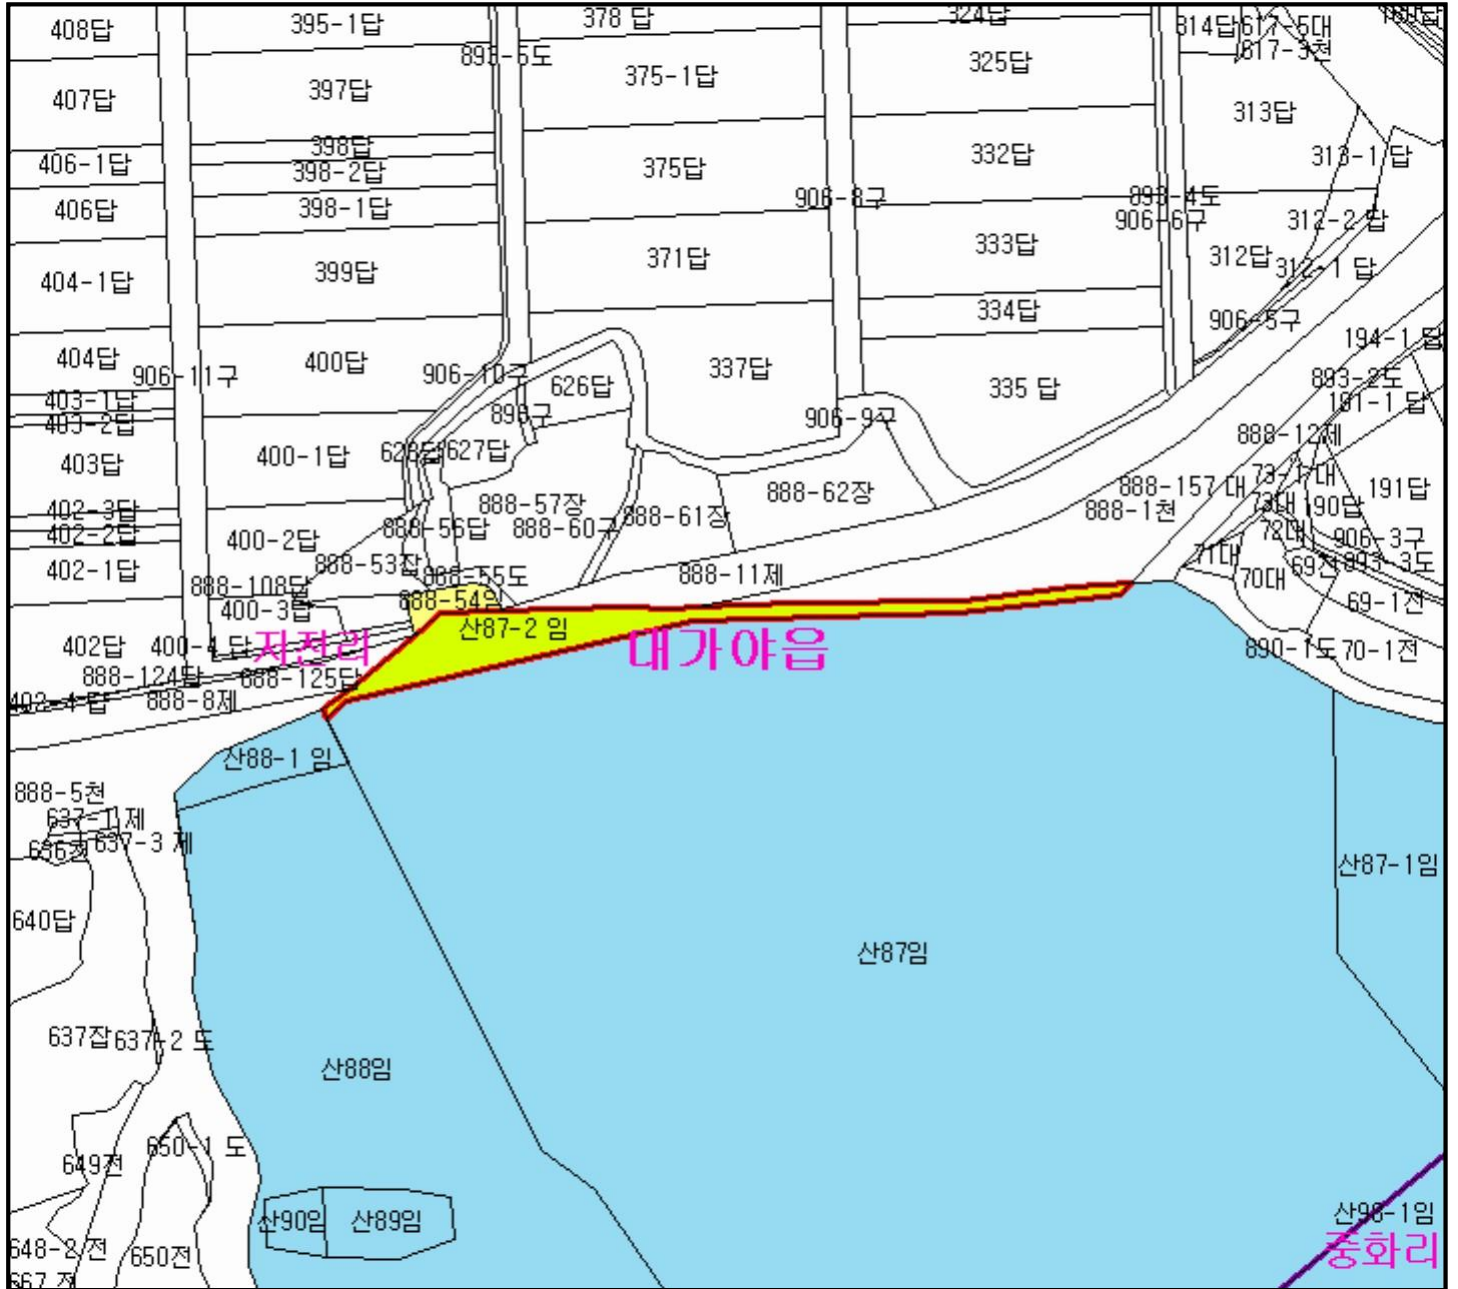 408답
395-1답
378 답
324답
314답
617-5대
617-3천
893-5도
407답
397답
375-1답
325답
313답
406-1답
398답
398-2답
375답
332답
313-1 답
406답
398-1답
906-8구
893-4도
906-6구
312-2 답
404-1답
399답
371답
333답
312답
312-1 답
334답
906-5구
404답
906-11구
400답
906-10구
626답
337답
335 답
194-1 답
893-2도
191-1 답
403-1답
403-2답
906-9구
888-12제
403답
400-1답
627답
73-1 대
888-157 대
191답
402-3답
888-57장
888-62장
73대
90답
402-2답
400-2답
888-56답
888-60구
888-61장
888-1천
72대
906-3구
402-1답
888-53잡
888-55도
888-11제
71대
70대
69전
893-3도
888-108답
400-3답
888-54임
69-1전
402답
400-4 답
지전리
산87-2 임
대가야읍
890-1도
70-1전
888-124답
888-125답
402-4 답
888-8제
산88-1 임
888-5천
637-1 제
637-3 제
산87-1임
640답
산87임
637잡
637-2 도
산88임
650-1 도
649전
산90임
산89임
산96-1임
648-2 전
650전
중화리
667 전